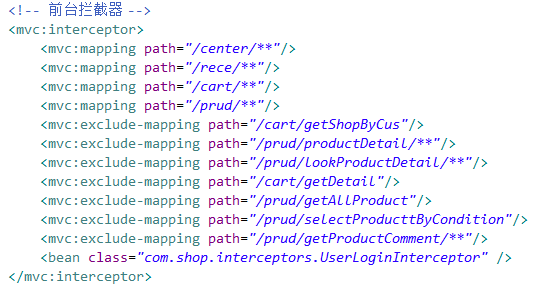 <!-- 前台拦截器 -->
<mvc:interceptor>
<mvc:mapping path="/center/**"/>
<mvc:mapping path="/rece/**"/>
<mvc:mapping path="/cart/**"/>
<mvc:mapping path="/prud/**"/>
<mvc:exclude-mapping path="/cart/getShopByCus"/>
<mvc:exclude-mapping path="/prud/productDetail/**"/>
<mvc:exclude-mapping path="/prud/lookProductDetail/**"/>
<mvc:exclude-mapping path="/cart/getDetail"/>
<mvc:exclude-mapping path="/prud/getAllProduct"/>
<mvc:exclude-mapping path="/prud/selectProducttByCondition"/>
<mvc:exclude-mapping path="/prud/getProductComment/**"/>
<bean class="com.shop.interceptors.UserLoginInterceptor" />
</mvc:interceptor>